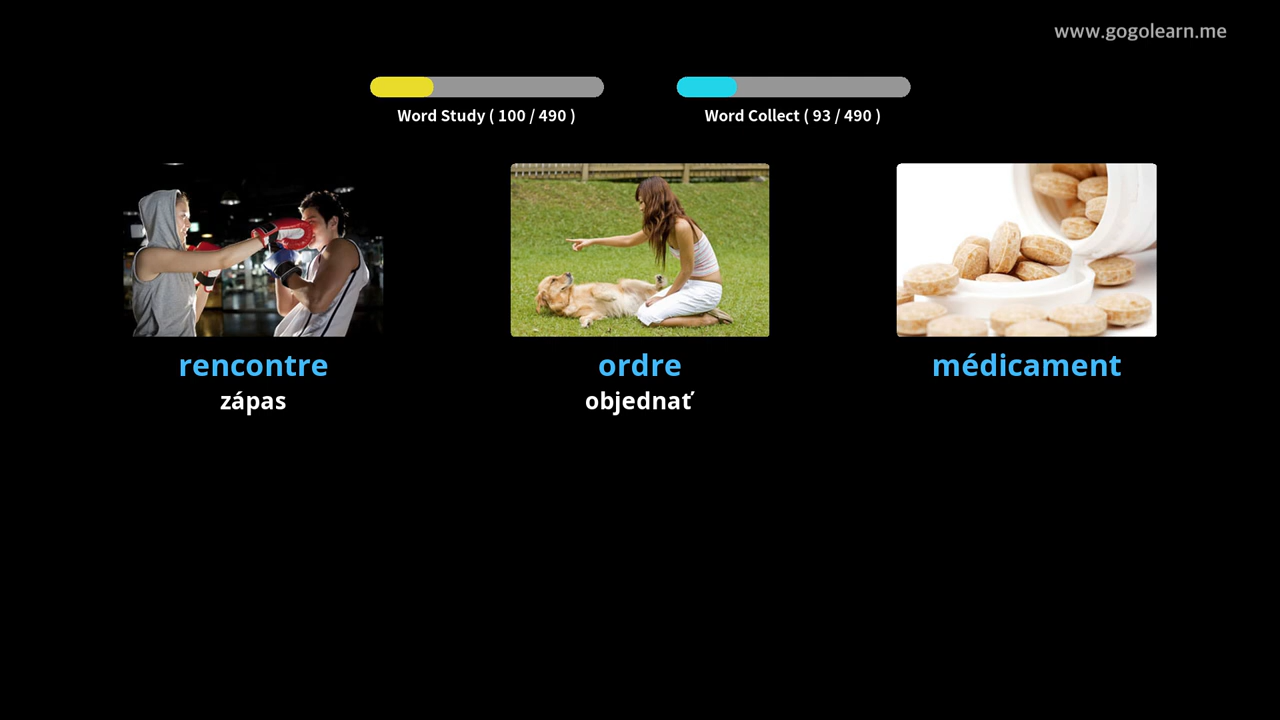 www.gogolearn.me
Word Study ( 100 / 490 )
Word Collect ( 93 / 490 )
rencontre
zápas
ordre
objednať
médicament